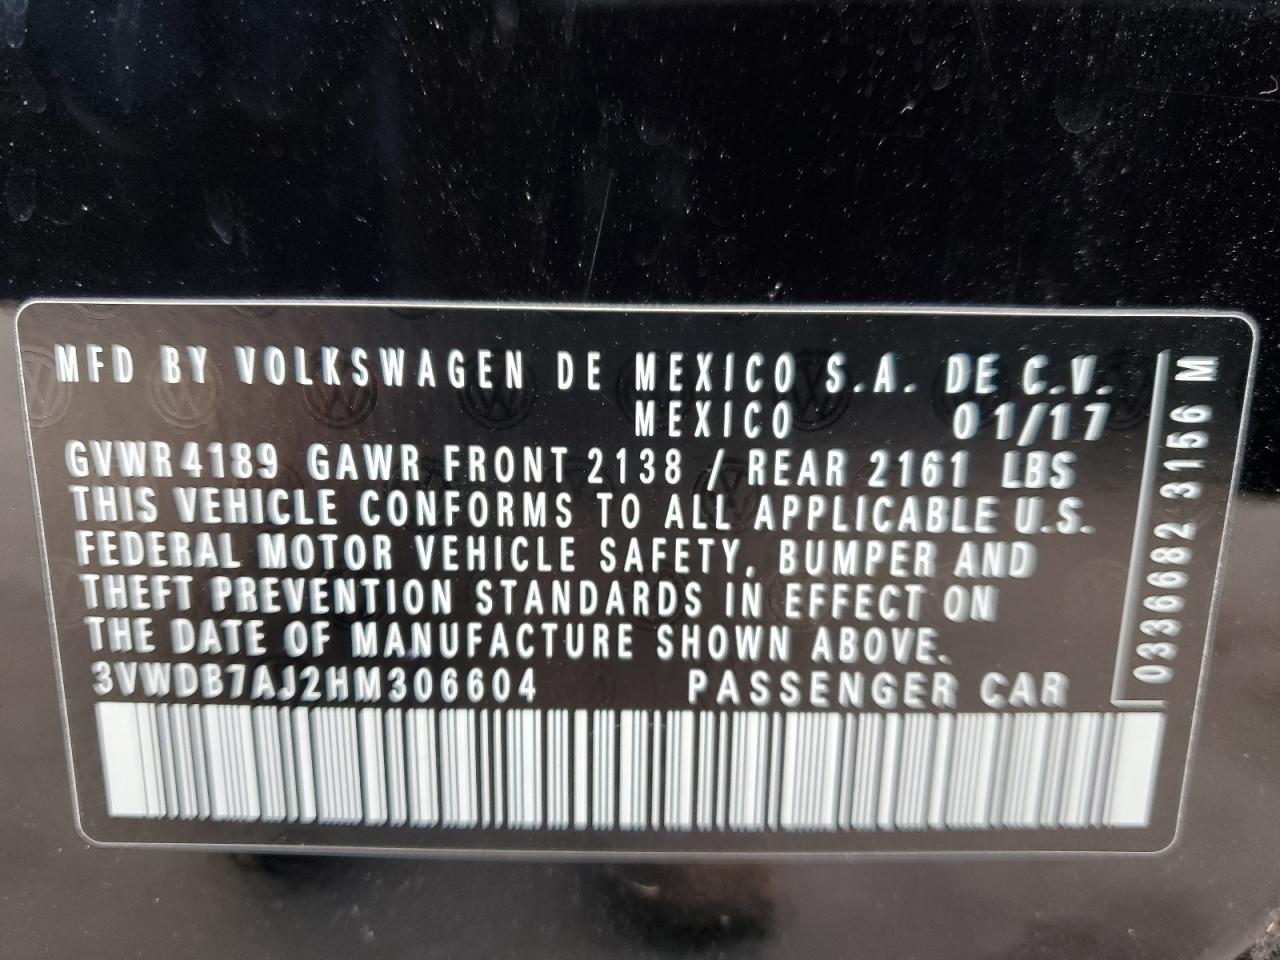 MFD BY VOLKSWAGEN DE MEXICO S.A. DE C.V.
MEXICO 01/17
GVWR 4189 GAWR FRONT 2138 / REAR 2161 LBS
THIS VEHICLE CONFORMS TO ALL APPLICABLE U.S.
FEDERAL MOTOR VEHICLE SAFETY, BUMPER AND
THEFT PREVENTION STANDARDS IN EFFECT ON
THE DATE OF MANUFACTURE SHOWN ABOVE.
3VWDB7AJ2HM306604 PASSENGER CAR
0336682 3156 M